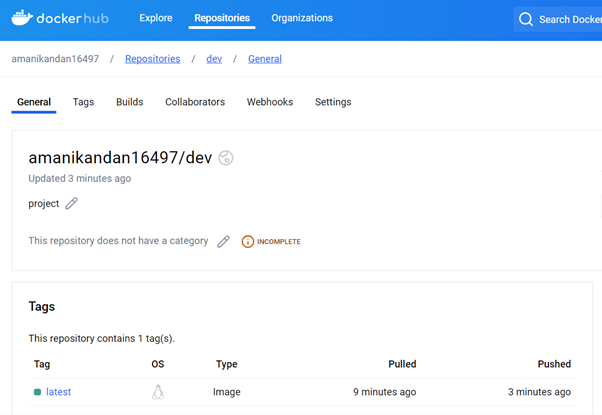 dockerhub Explore Repositories Organizations Search Docker
amanikandan16497 / Repositories / dev / General
General Tags Builds Collaborators Webhooks Settings
amanikandan16497/dev
Updated 3 minutes ago
project
This repository does not have a category INCOMPLETE
Tags
This repository contains 1 tag(s).
Tag OS Type Pulled Pushed
latest Image 9 minutes ago 3 minutes ago